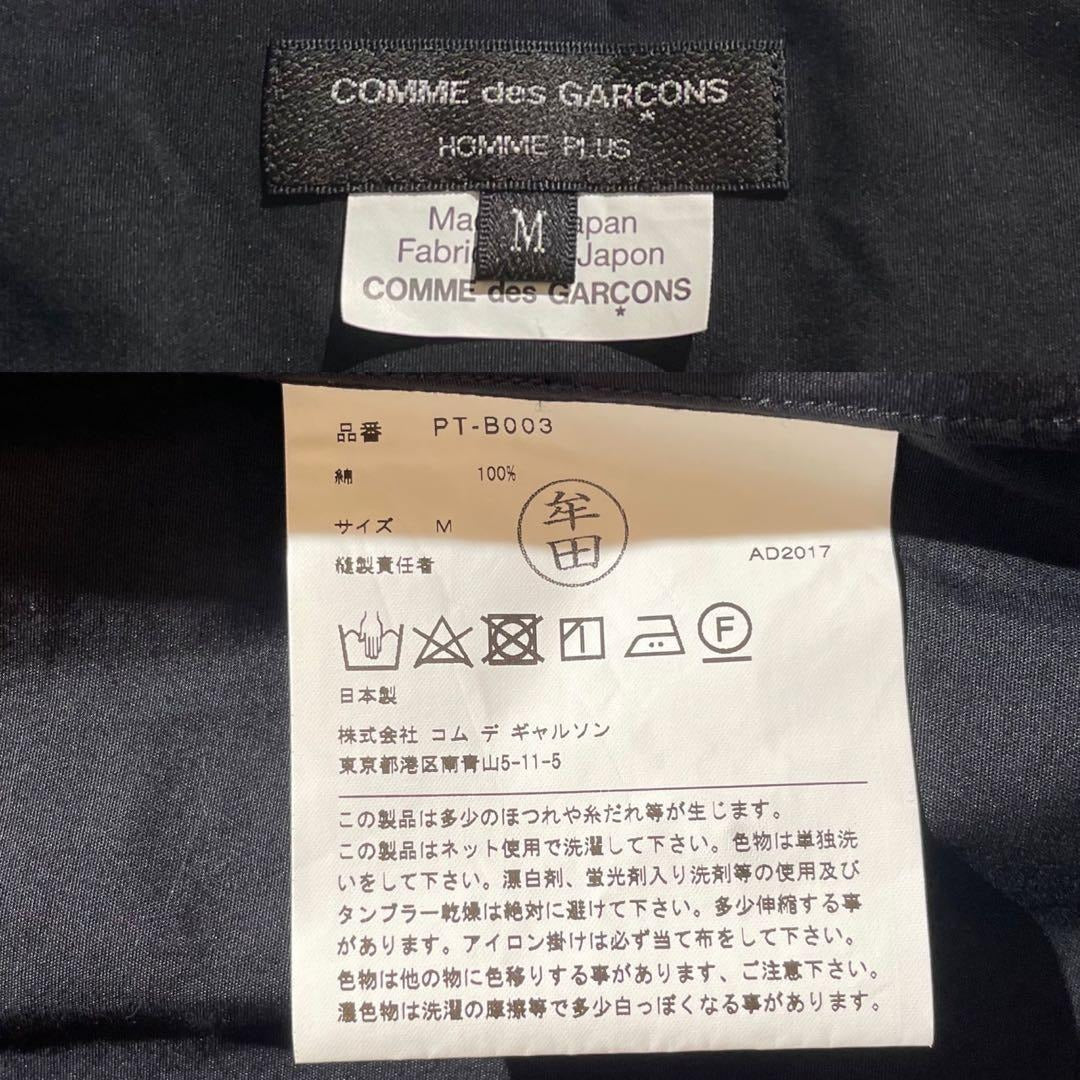 COMME des GARÇONS
HOMME PLUS
M
Ma apan
Fabri Japon
COMME des GARÇONS
品番 PT-B003
綿 100%
サイズ M
縫製責任者
牟田
AD2017
F
日本製
株式会社 コム デ ギャルソン
東京都港区南青山5-11-5
この製品は多少のほつれや糸だれ等が生じます。
この製品はネット使用で洗濯して下さい。色物は単独洗
いをして下さい。漂白剤、蛍光剤入り洗剤等の使用及び
タンブラー乾燥は絶対に避けて下さい。多少伸縮する事
があります。アイロン掛けは必ず当て布をして下さい。
色物は他の物に色移りする事があります、ご注意下さい。
濃色物は洗濯の摩擦等で多少白っぽくなる事があります。